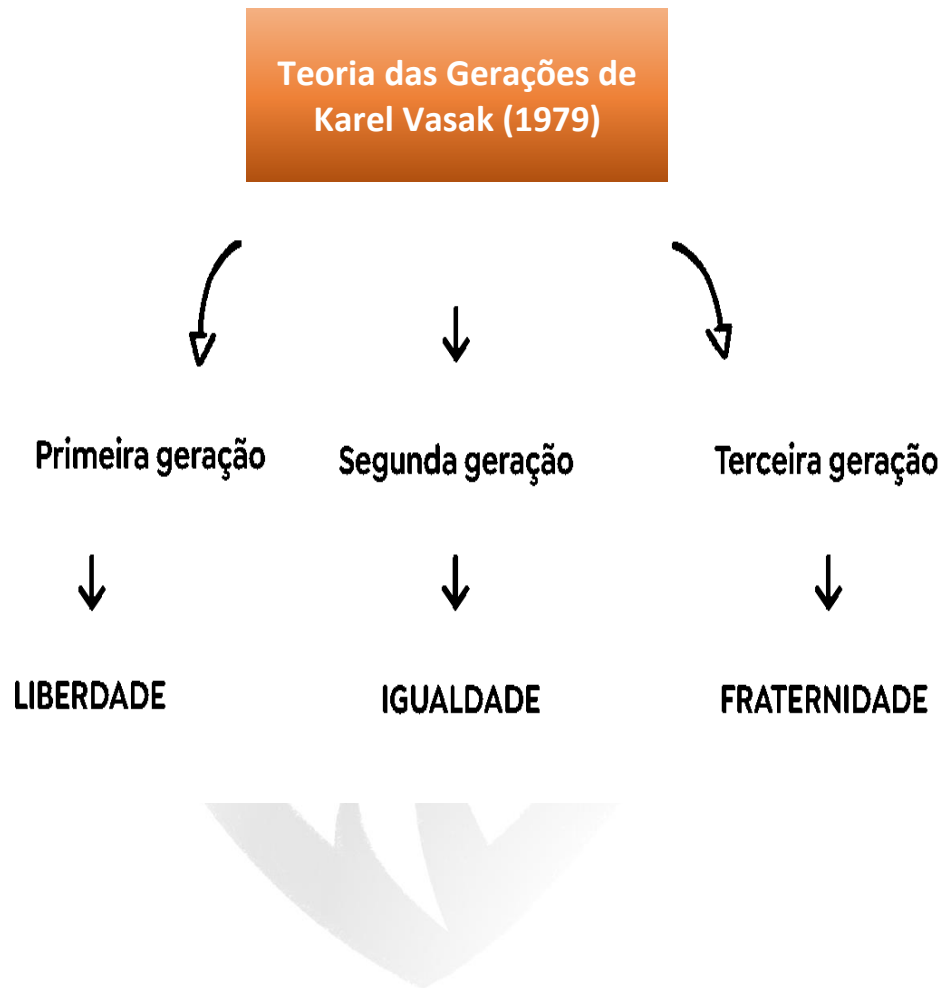 Teoria das Gerações de
Karel Vasak (1979)
Primeira geração
Segunda geração
Terceira geração
LIBERDADE
IGUALDADE
FRATERNIDADE